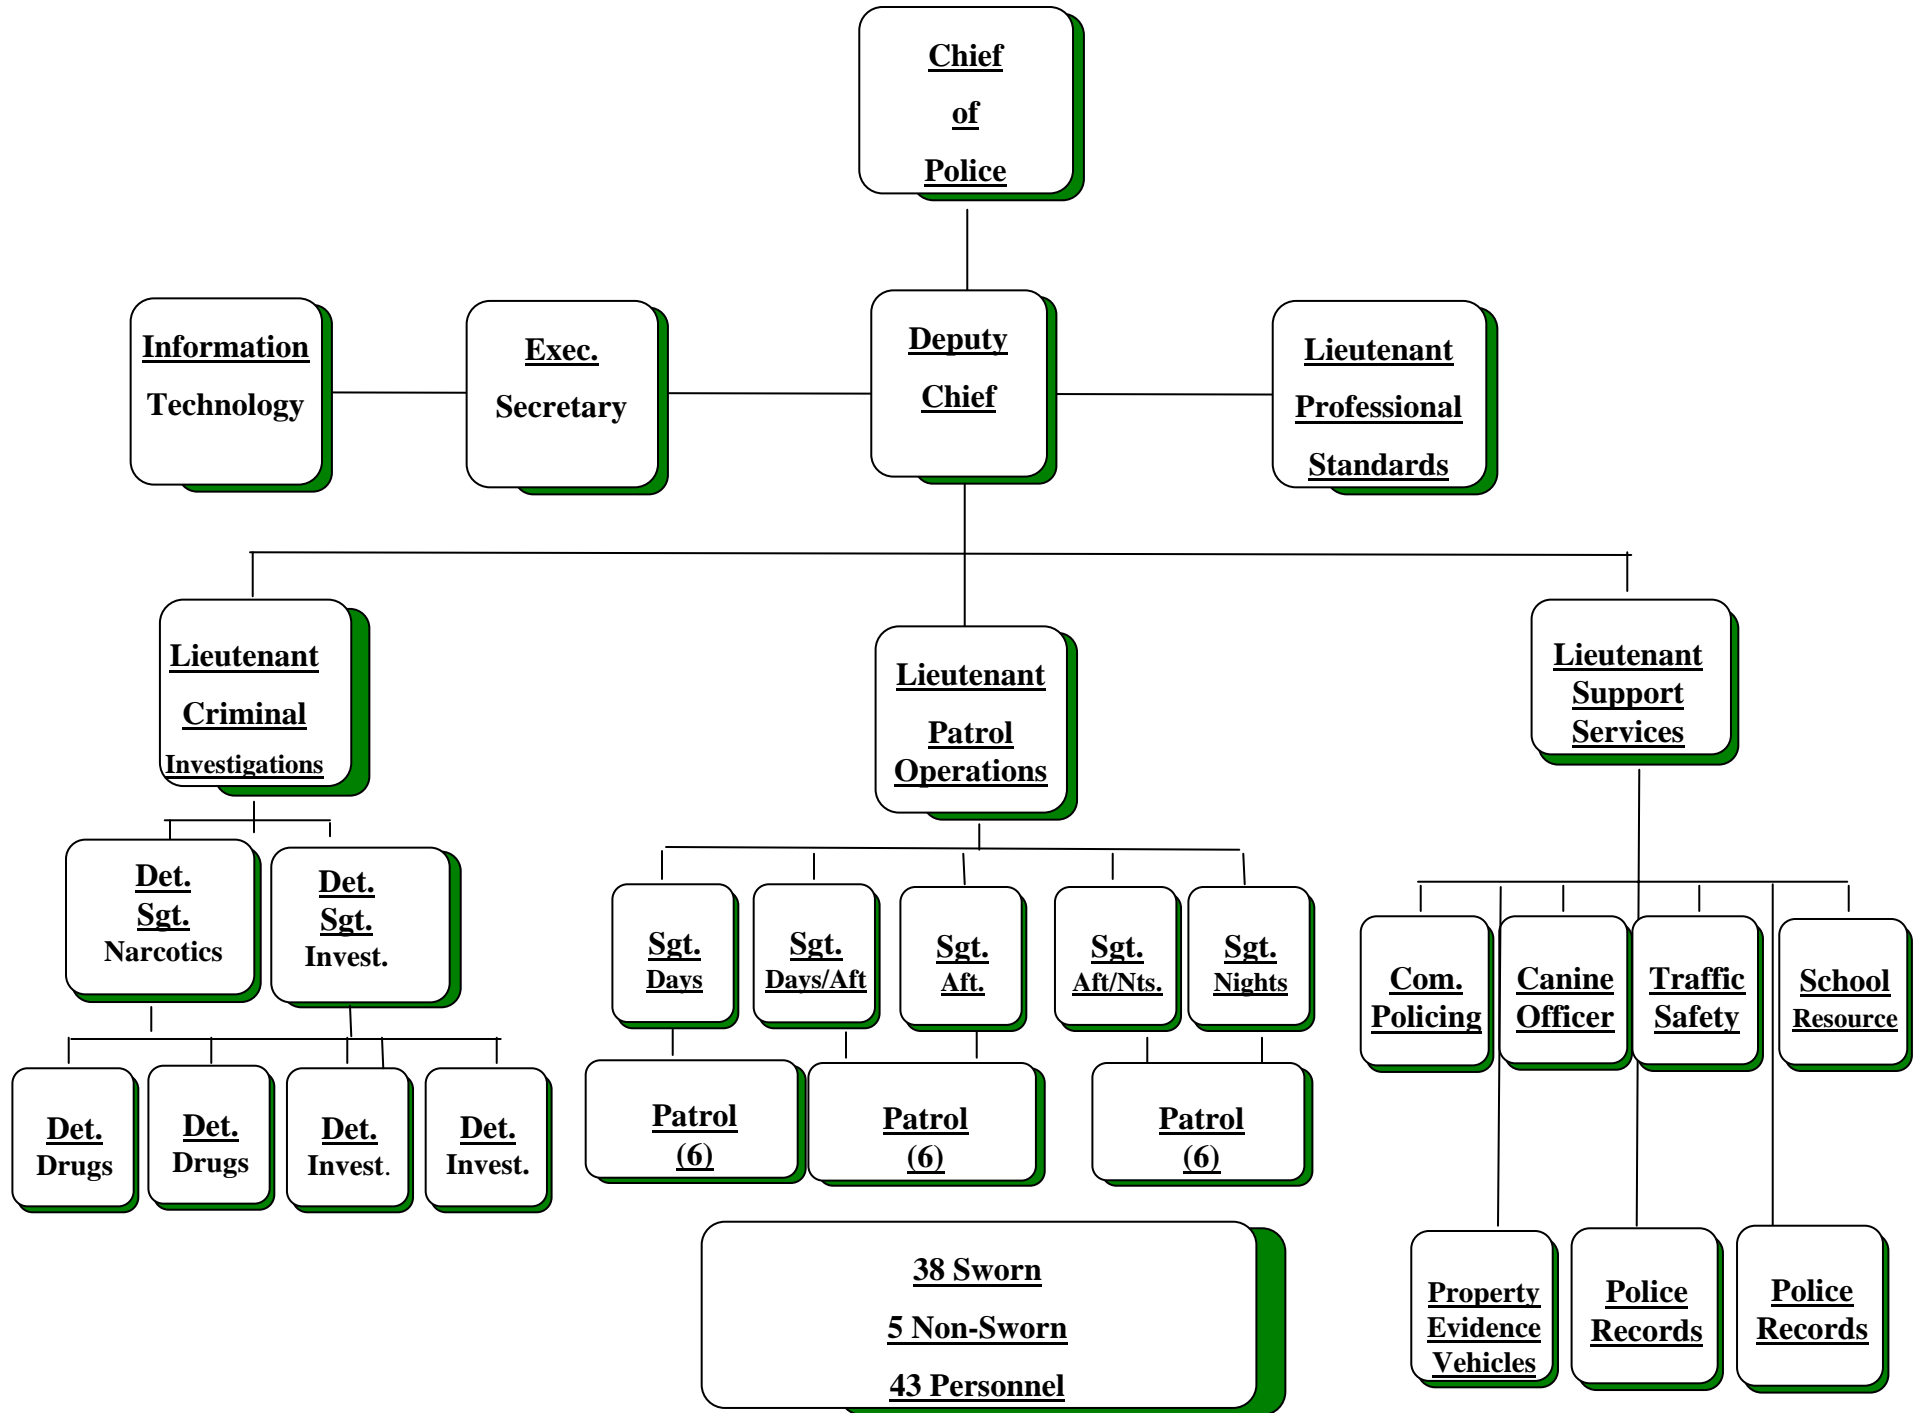 Chief
of
Police
Information
Technology
Exec.
Secretary
Deputy
Chief
Lieutenant
Professional
Standards
Lieutenant
Criminal
Investigations
Lieutenant
Patrol
Operations
Lieutenant
Support
Services
Det.
Sgt.
Narcotics
Det.
Sgt.
Invest.
Sgt.
Days
Sgt.
Days/Aft
Sgt.
Aft.
Sgt.
Aft/Nts.
Sgt.
Nights
Com.
Policing
Canine
Officer
Traffic
Safety
School
Resource
Det.
Drugs
Det.
Drugs
Det.
Invest.
Det.
Invest.
Patrol
(6)
Patrol
(6)
Patrol
(6)
Property
Evidence
Vehicles
Police
Records
Police
Records
38 Sworn
5 Non-Sworn
43 Personnel